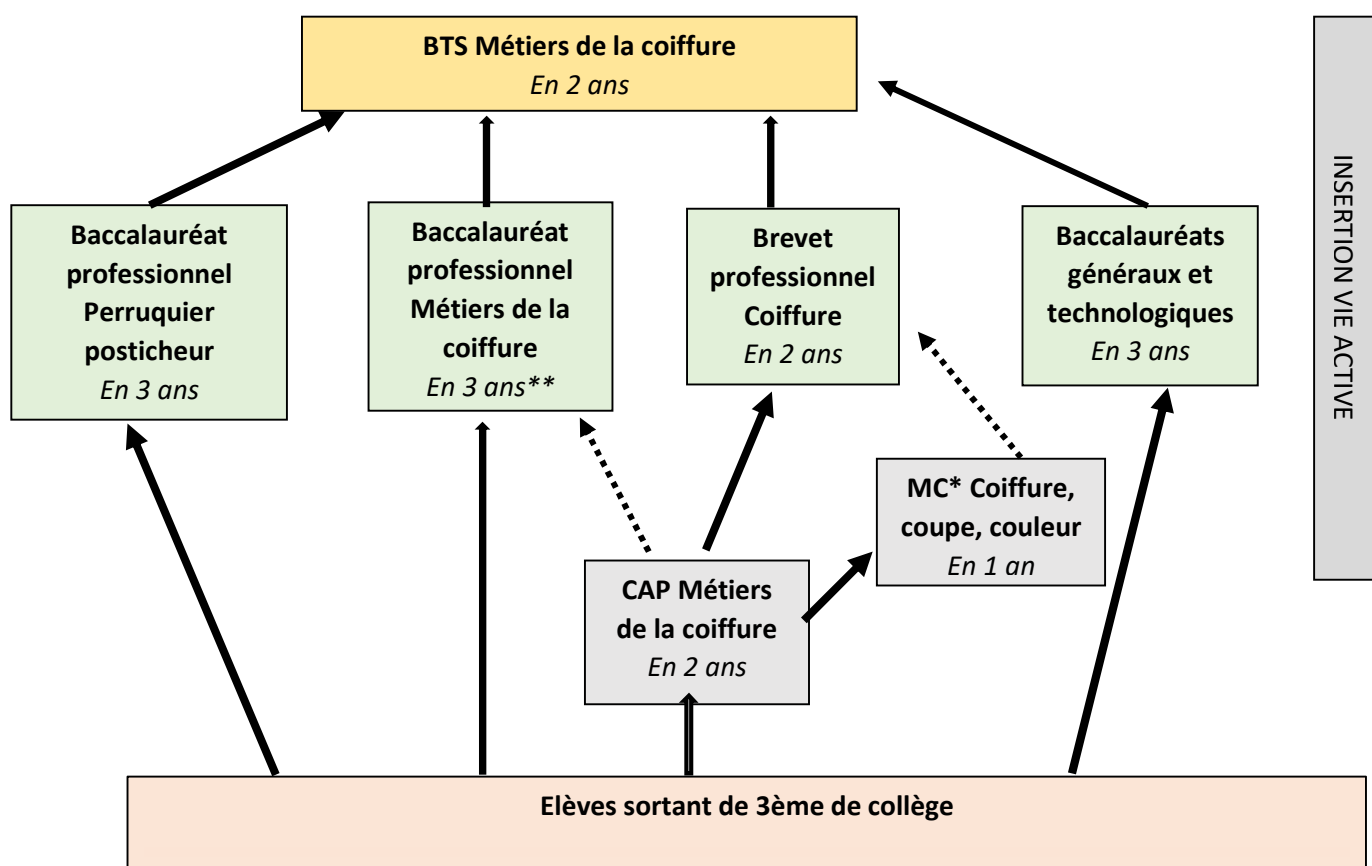 BTS Métiers de la coiffure
En 2 ans
INSERTION VIE ACTIVE
Baccalauréat
professionnel
Perruquier
posticheur
En 3 ans
Baccalauréat
professionnel
Métiers de la
coiffure
En 3 ans**
Brevet
professionnel
Coiffure
En 2 ans
Baccalauréats
généraux et
technologiques
En 3 ans
MC* Coiffure,
coupe, couleur
En 1 an
CAP Métiers
de la coiffure
En 2 ans
Elèves sortant de 3ème de collège